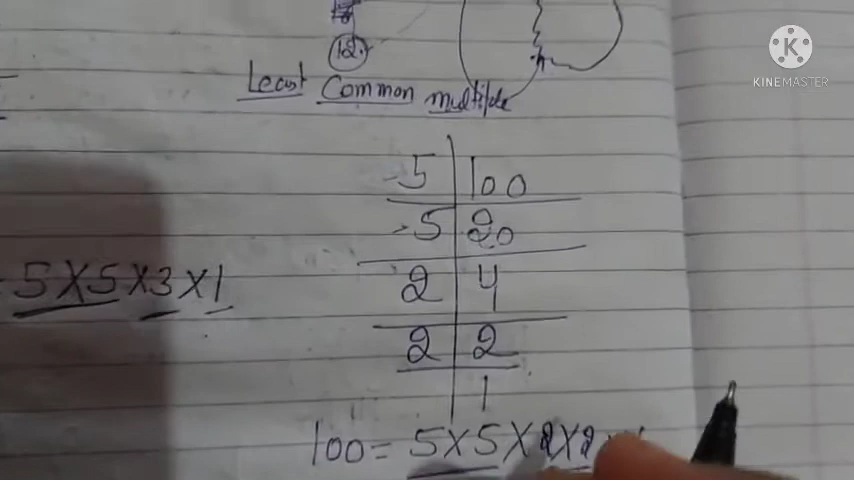 12
K
KINEMASTER
Least Common multiple
5 | 100
5 | 20
2 | 4
2 | 2
1
5X5X3X1
100= 5X5X2X2